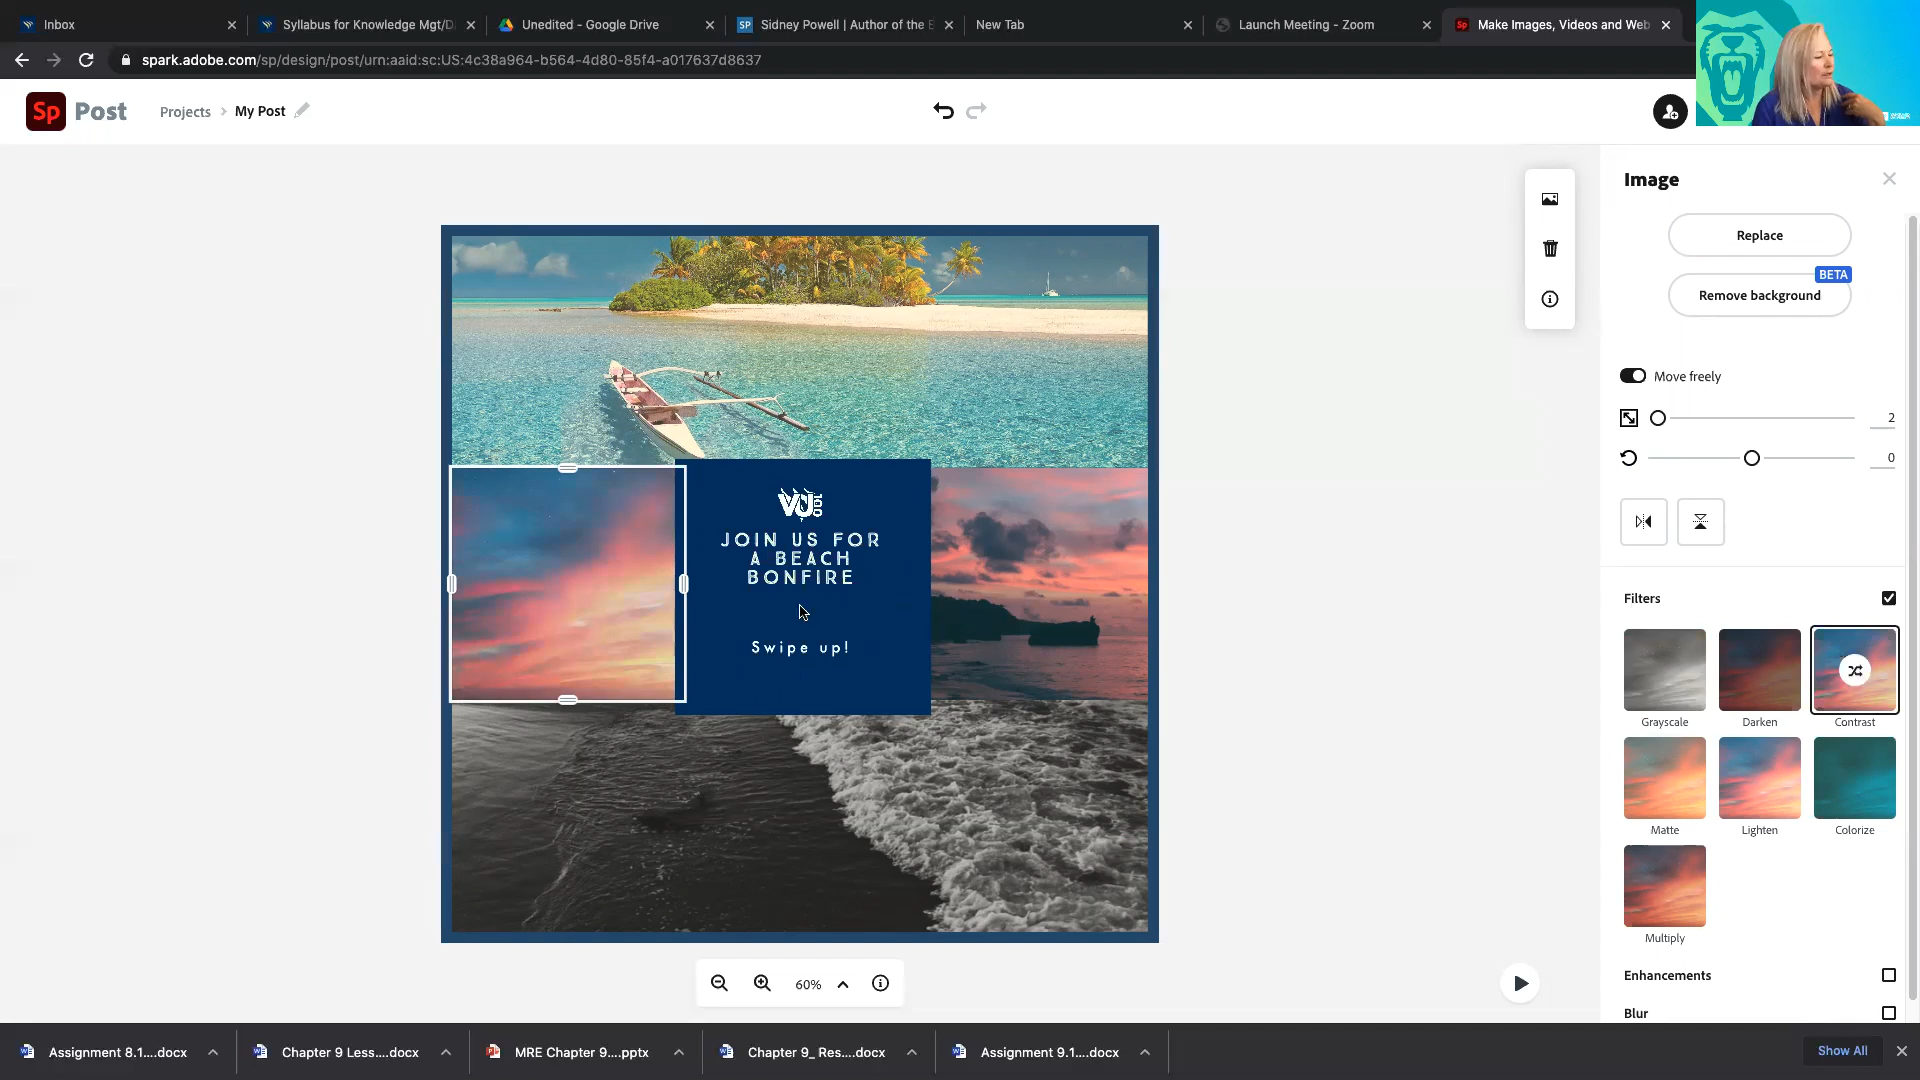 Inbox
Syllabus for Knowledge Mgt/D
Unedited - Google Drive
SP Sidney Powell | Author of the B
New Tab
Launch Meeting - Zoom
Sp Make Images, Videos and Web
spark.adobe.com/sp/design/post/urn:aaid:sc:US:4c38a964-b564-4d80-85f4-a017637d8637
Sp Post
Projects > My Post
Image
Replace
BETA
Remove background
Move freely
2
0
VU 100
JOIN US FOR
A BEACH
BONFIRE
Swipe up!
Filters
Grayscale Darken Contrast
Matte Lighten Colorize
Multiply
Enhancements
Blur
60%
Assignment 8.1....docx
Chapter 9 Less....docx
MRE Chapter 9....pptx
Chapter 9_ Res....docx
Assignment 9.1....docx
Show All